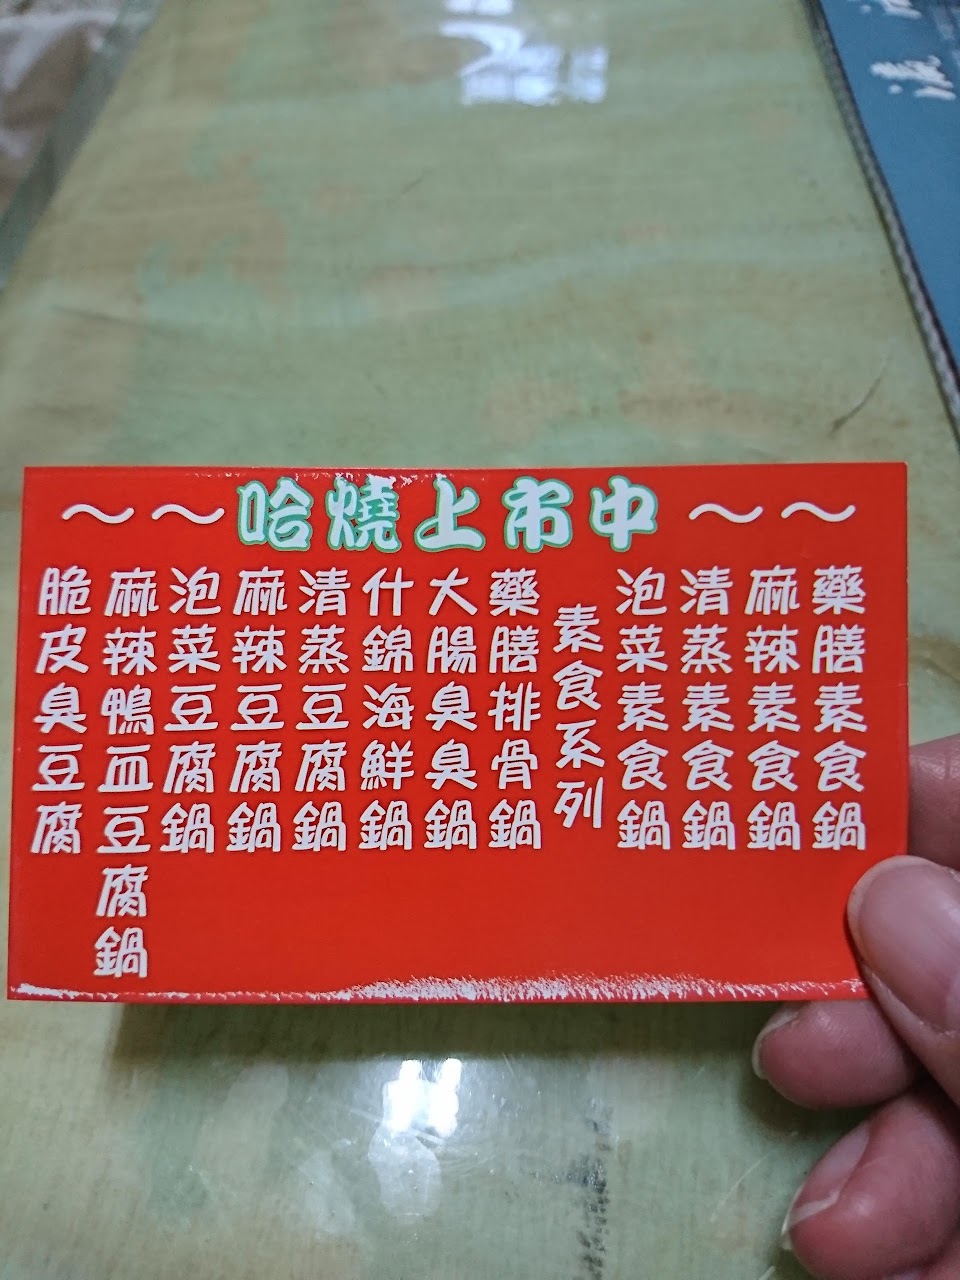 ～～哈燒上市中～～
脆皮臭豆腐
麻辣鴨血豆腐鍋
泡菜豆腐鍋
麻辣豆腐鍋
清蒸豆腐鍋
什錦海鮮鍋
大腸臭臭鍋
藥膳排骨鍋
素食系列
泡菜素食鍋
清蒸素食鍋
麻辣素食鍋
藥膳素食鍋